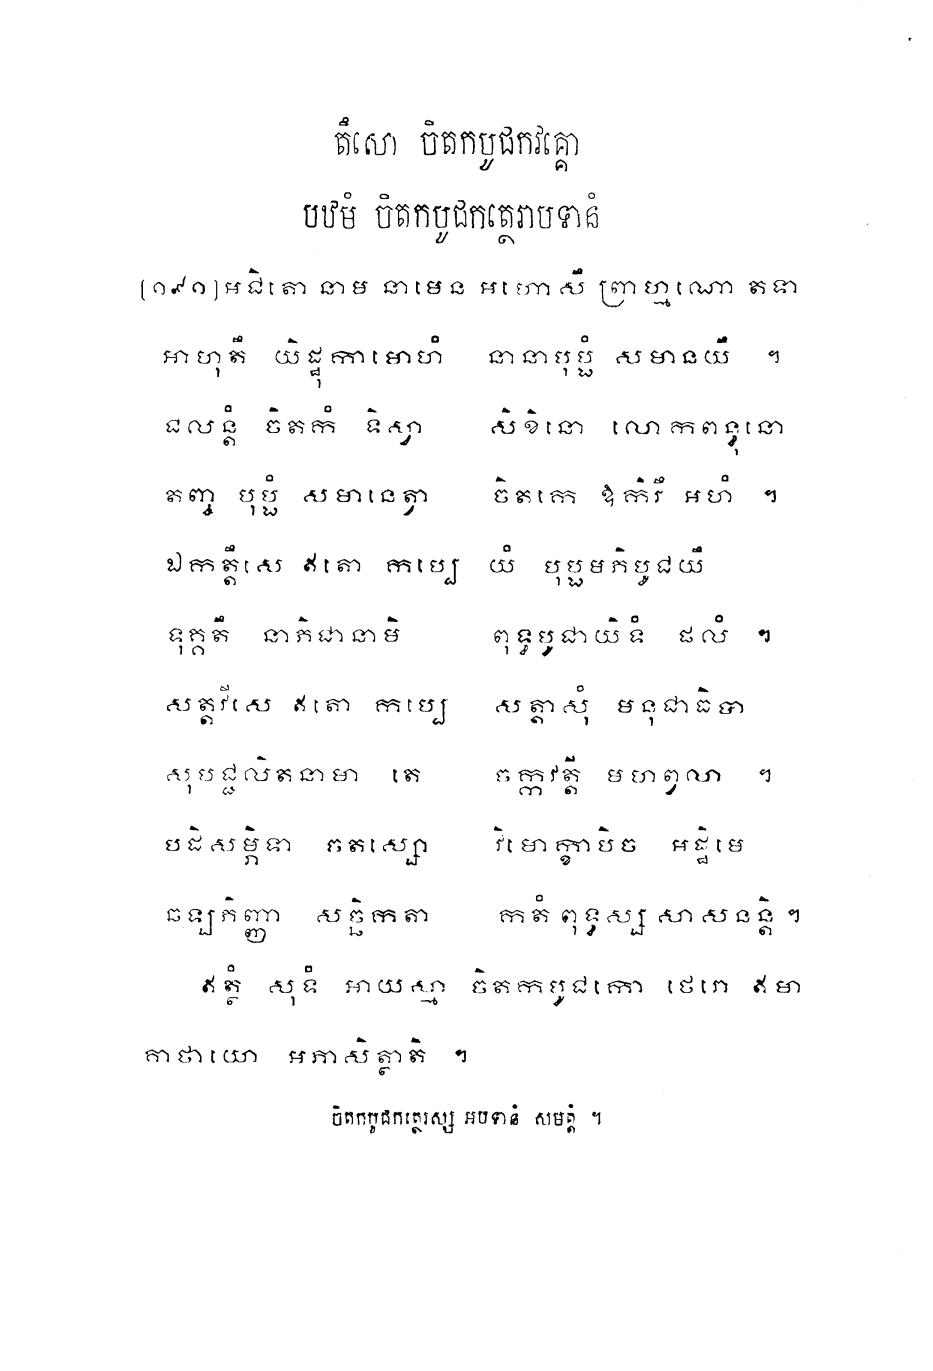 តឹសោ ចិតកបូជកវគ្គោ
បឋមំ ចិតកបូជកត្ថេរាបទានំ
(១៩១)អជិតោ នាម នាមេន អហោសឹ ព្រាហ្មណោ តទា
អាហុតឹ យិដ្ឋុកាមោហំ នានាបុប្ផំ សមានយឹ ។
ជលន្តំ ចិតកំ ទិស្វា សិខិនោ លោកពន្ធុនោ
តញ្ច បុប្ផំ សមានេត្វា ចិតកេ ឱកិរឹ អហំ ។
ឯកត្តឹសេ ឥតោ កប្បេ យំ បុប្ផមភិបូជយឹ
ទុក្កតឹ នាភិជានាមិ ពុទ្ធបូជាយិទំ ផលំ ។
សត្តវីសេ ឥតោ កប្បេ សត្តាសុំ មនុជាធិបា
សុបជ្ជលិតនាមា តេ ចក្កវត្តី មហព្វលា ។
បដិសម្ភិទា ចតស្សោ វិមោក្ខាបិច អដ្ឋិមេ
ឆឡភិញ្ញា សច្ឆិកតា កតំ ពុទ្ធស្ស សាសនន្តិ ។
ឥត្ថំ សុទំ អាយស្មា ចិតកបូជកោ ថេរោ ឥមា
គាថាយោ អភាសិត្ថាតិ ។
ចិតកបូជកត្ថេរស្ស អបទានំ សមត្តំ ។